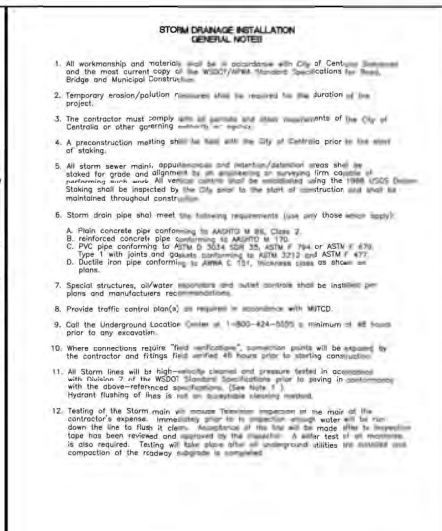 STORM DRAINAGE INSTALLATION
GENERAL NOTES
1. All workmanship and materials shall be in accordance with City of Centralia Standards
and the most current copy of the WSDOT/APWA Standard Specifications for Road,
Bridge and Municipal Construction.
2. Temporary erosion/polution measures shall be required for the duration of the
project.
3. The contractor must comply with all permits and other requirements of the City of
Centralia or other governing authority or agency.
4. A preconstruction metting shall be held with the City of Centralia prior to the start
of staking.
5. All storm sewer mains, appurtenances and retention/detention areas shall be
staked for grade and alignment by an engineering or surveying firm capable of
performing such work. All vertical control shall be established using the 1988 USGS Datum.
Staking shall be inspected by the City prior to the start of construction and shall be
maintained throughout construction
6. Storm drain pipe shal meet the following requirements (use only those which apply):
A. Plain concrete pipe conforming to AASHTO M 86, Class 2.
B. reinforced concrete pipe conforming to AASHTO M 170.
C. PVC pipe conforming to ASTM D 3034 SDR 35, ASTM F 794 or ASTM F 679,
Type 1 with joints and gaskets conforming to ASTM 3212 and ASTM F 477.
D. Ductile iron pipe conforming to AWWA C 151, thickness class as shown on
plans.
7. Special structures, oil/water separators and outlet controls shall be installed per
plans and manufacturers recommendations.
8. Provide traffic control plan(s) as required in accordance with MUTCD.
9. Call the Underground Location Center at 1-800-424-5555 a minimum of 48 hours
prior to any excavation.
10. Where connections require "field verifications", connection points will be exposed by
the contractor and fittings field verified 48 hours prior to starting construction
11. All Storm lines will be high-velocity cleaned and pressure tested in accordance
with Division 7 of the WSDOT Standard Specifications prior to paving in conformancy
with the above-referenced specifications. (See Note 1 ).
Hydrant flushing of lines is not an acceptable cleaning method.
12. Testing of the Storm main will include Television inspection of the main at the
contractor's expense. Immediately prior to tv inspection enough water will be run
down the line to flush it clean. Acceptance of the line will be made after tv inspection
tape has been reviewed and approved by the inspector. A water test of all manholes
is also required. Testing will take place after all underground utilities are installed and
compaction of the roadway subgrade is completed.